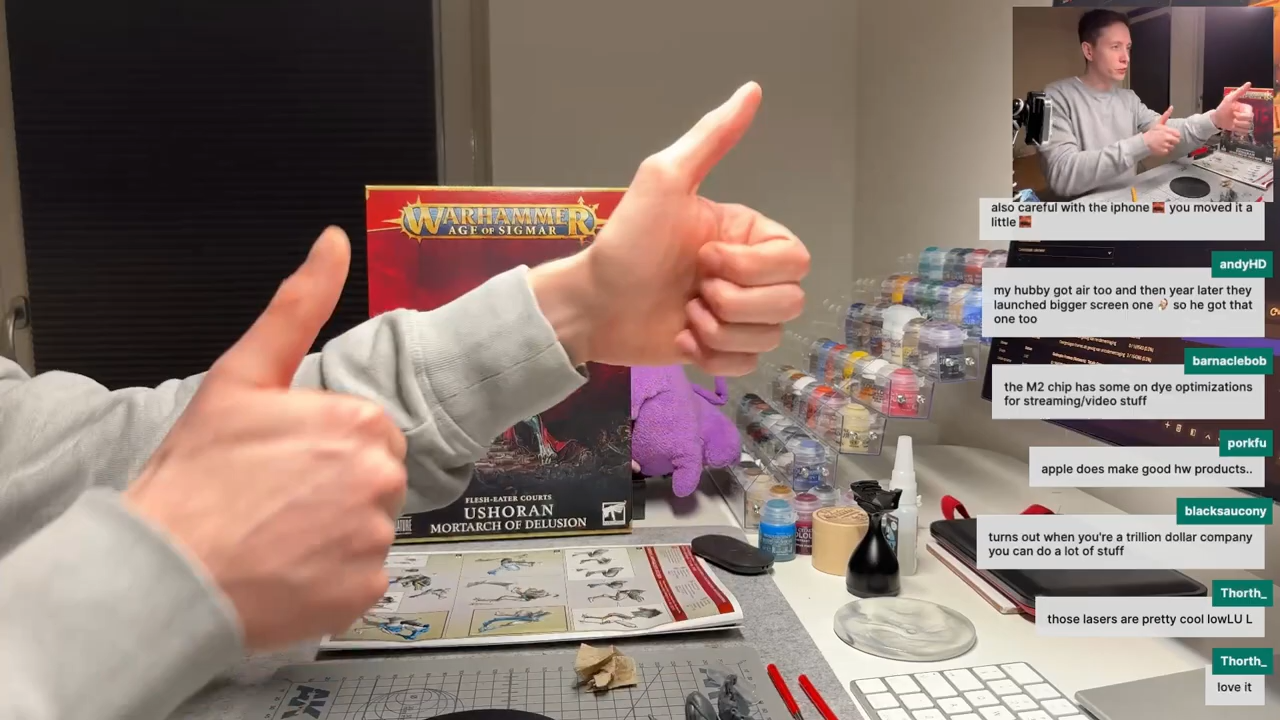 WARHAMMER
AGE OF SIGMAR
FLESH-EATER COURTS
USHORAN
MORTARCH OF DELUSION
also careful with the iphone you moved it a
little
andyHD
my hubby got air too and then year later they
launched bigger screen one so he got that
one too
barnaclebob
the M2 chip has some on dye optimizations
for streaming/video stuff
porkfu
apple does make good hw products..
blacksaucony
turns out when you're a trillion dollar company
you can do a lot of stuff
Thorth_
those lasers are pretty cool lowLU L
Thorth_
love it